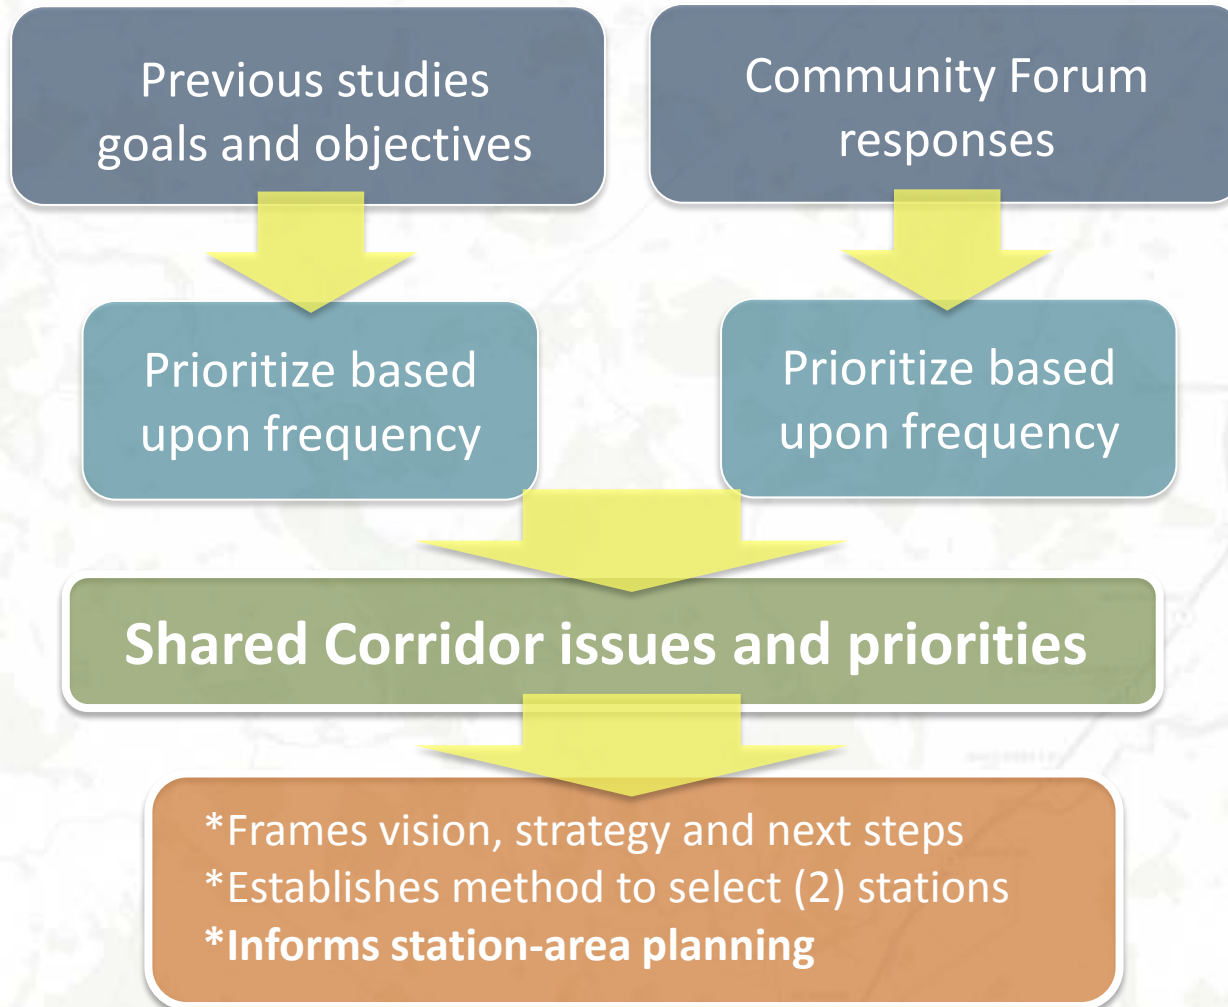 Previous studies
goals and objectives
Community Forum
responses
Prioritize based
upon frequency
Prioritize based
upon frequency
Shared Corridor issues and priorities
*Frames vision, strategy and next steps
*Establishes method to select (2) stations
*Informs station-area planning